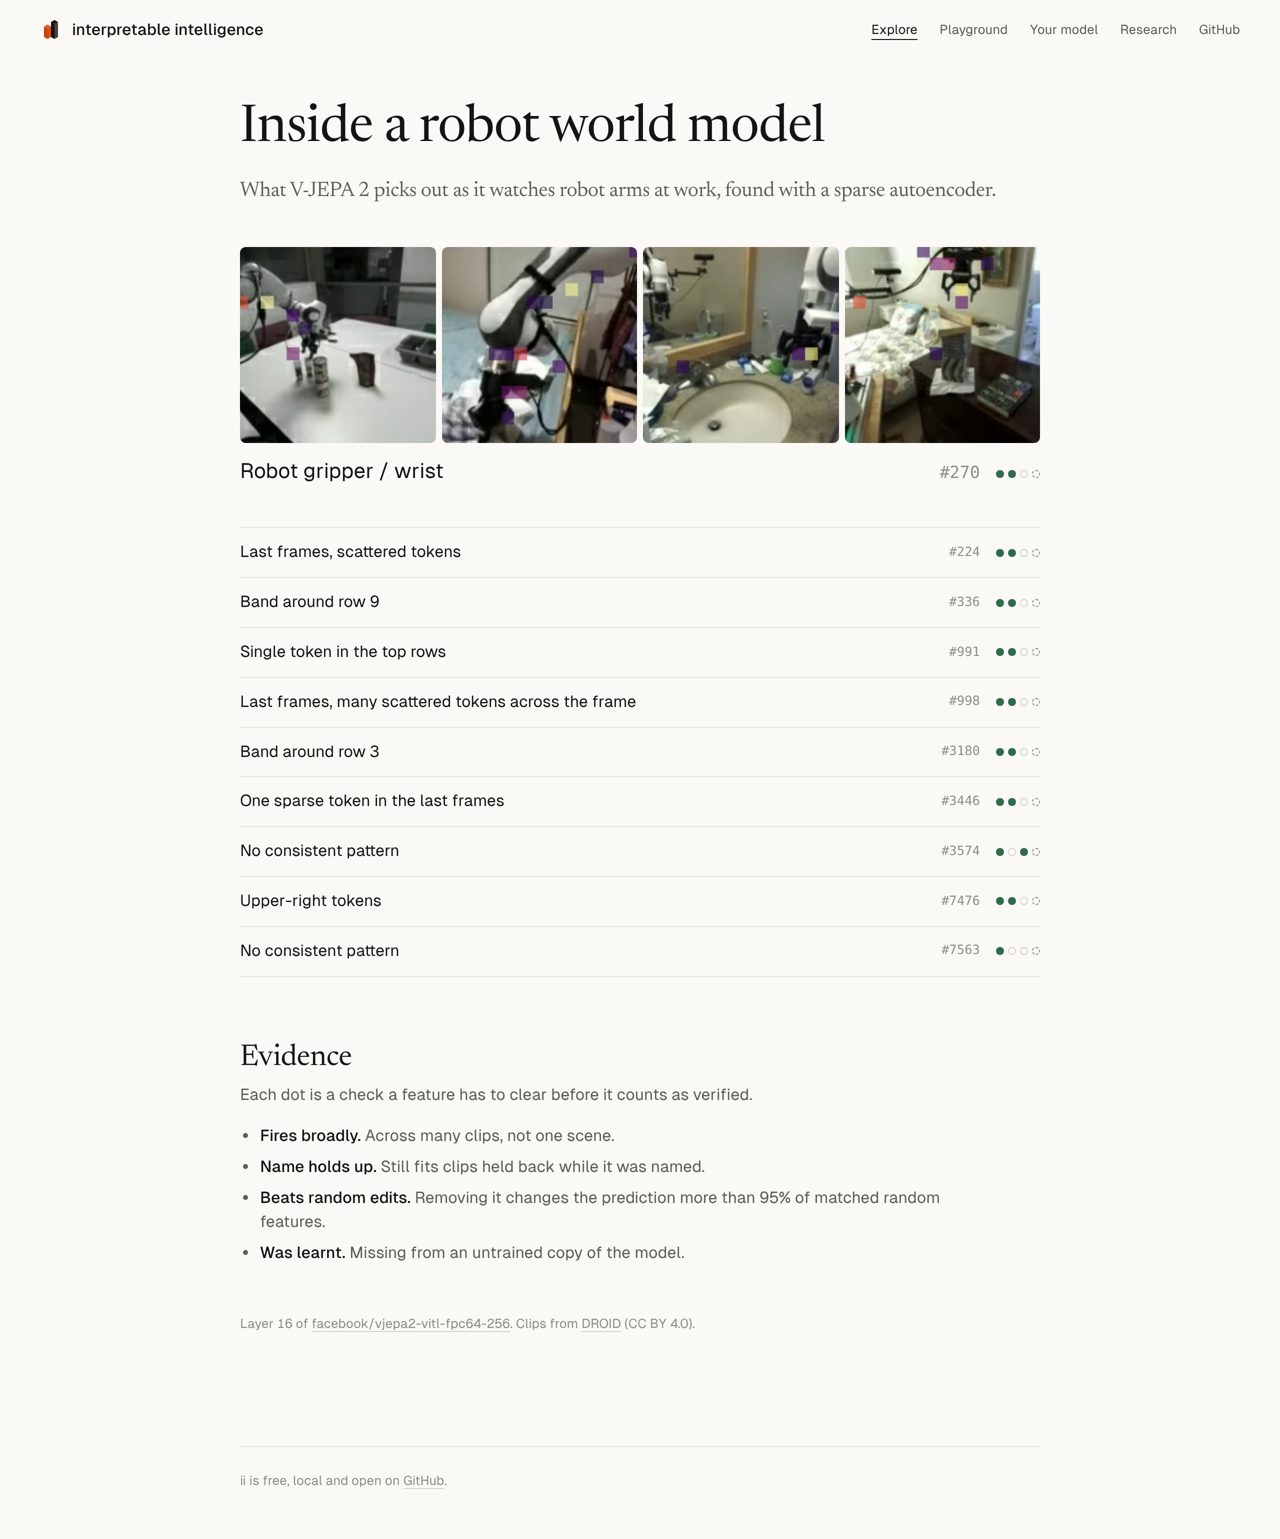 interpretable intelligence
Explore
Playground
Your model
Research
GitHub
Inside a robot world model
What V-JEPA 2 picks out as it watches robot arms at work, found with a sparse autoencoder.
Robot gripper / wrist
#270
Last frames, scattered tokens
#224
Band around row 9
#336
Single token in the top rows
#991
Last frames, many scattered tokens across the frame
#998
Band around row 3
#3180
One sparse token in the last frames
#3446
No consistent pattern
#3574
Upper-right tokens
#7476
No consistent pattern
#7563
Evidence
Each dot is a check a feature has to clear before it counts as verified.
• Fires broadly. Across many clips, not one scene.
• Name holds up. Still fits clips held back while it was named.
• Beats random edits. Removing it changes the prediction more than 95% of matched random
features.
• Was learnt. Missing from an untrained copy of the model.
Layer 16 of facebook/vjepa2-vitl-fpc64-256. Clips from DROID (CC BY 4.0).
ii is free, local and open on GitHub.